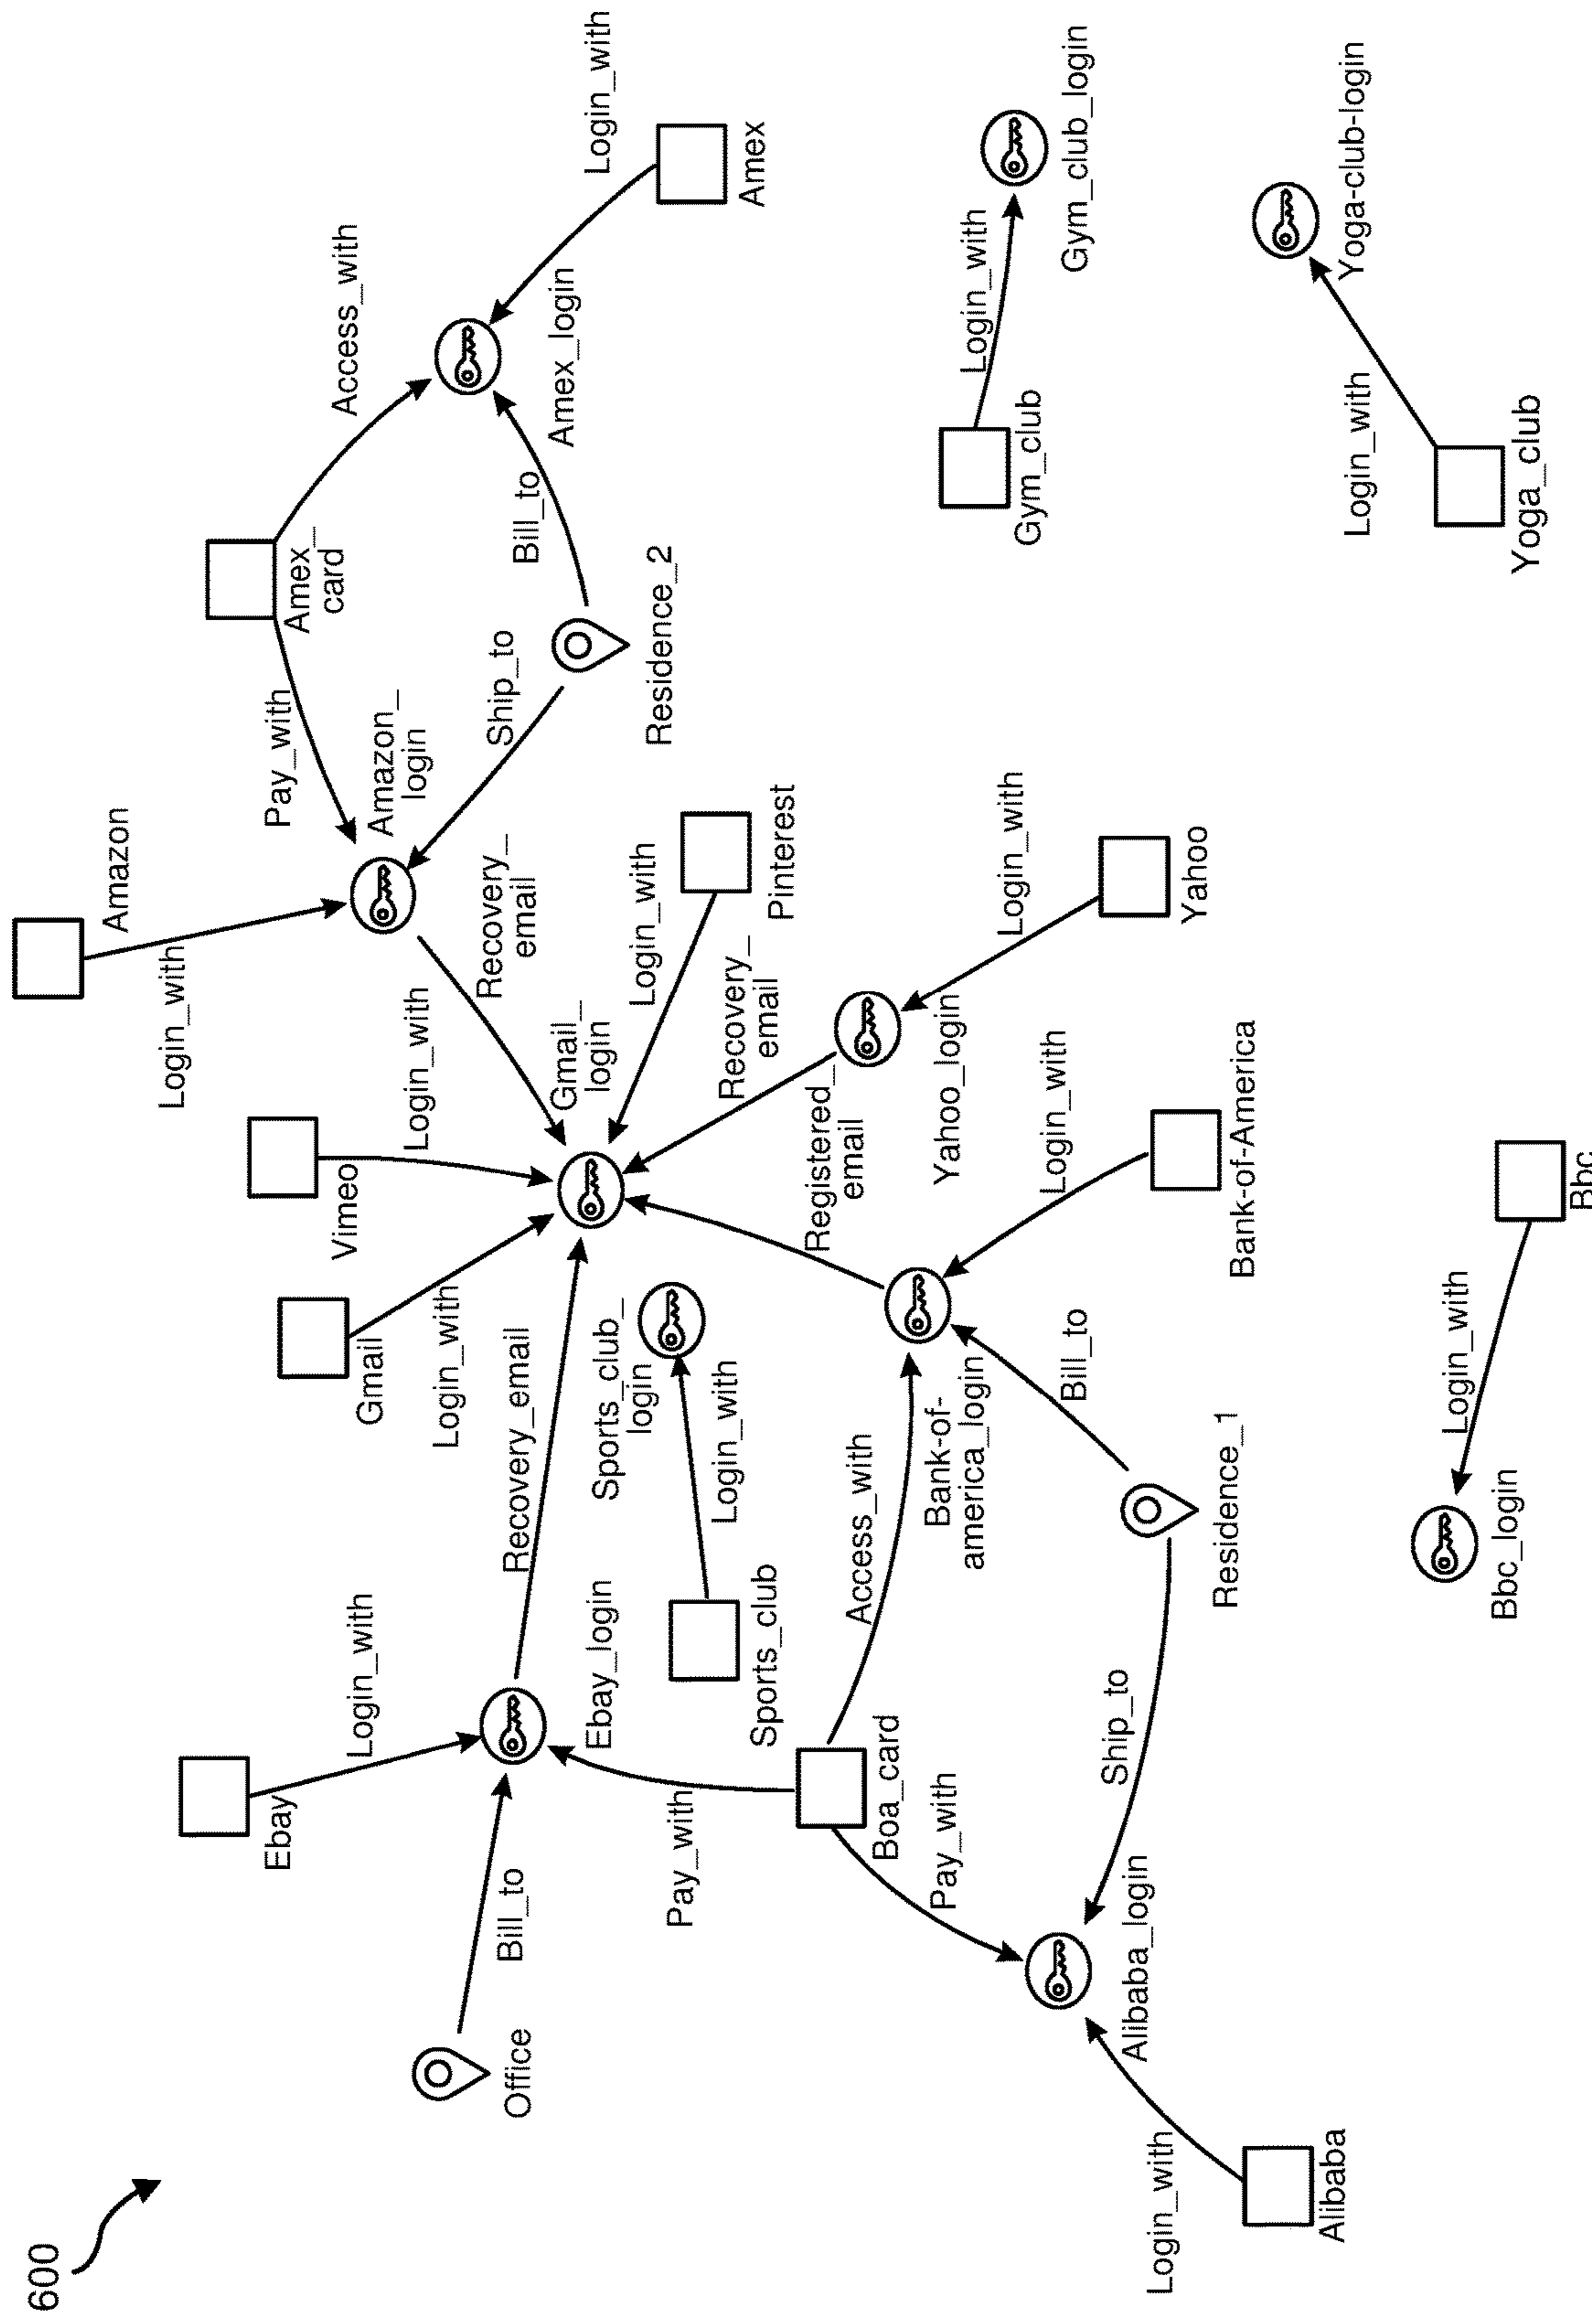 600
Office
Bill_to
Ebay
Login_with
Ebay_login
Recovery_email
Pay_with
Gmail
Login_with
Vimeo
Login_with
Amazon
Login_with
Amazon_
login
Recovery_
email
Pay_with
Amex_
card
Access_with
Ship_to
Residence_2
Bill_to
Amex_login
Login_with
Amex
Gmail_
login
Login_with
Pinterest
Recovery_
email
Sports_club_
login
Login_with
Sports_club
Boa_card
Access_with
Pay_with
Registered_
email
Yahoo_login
Login_with
Yahoo
Bank-of-
america_login
Login_with
Bank-of-America
Bill_to
Residence_1
Ship_to
Alibaba_login
Login_with
Alibaba
Gym_club
Login_with
Gym_club_login
Yoga_club
Login_with
Yoga-club-login
Bbc_login
Login_with
Bbc